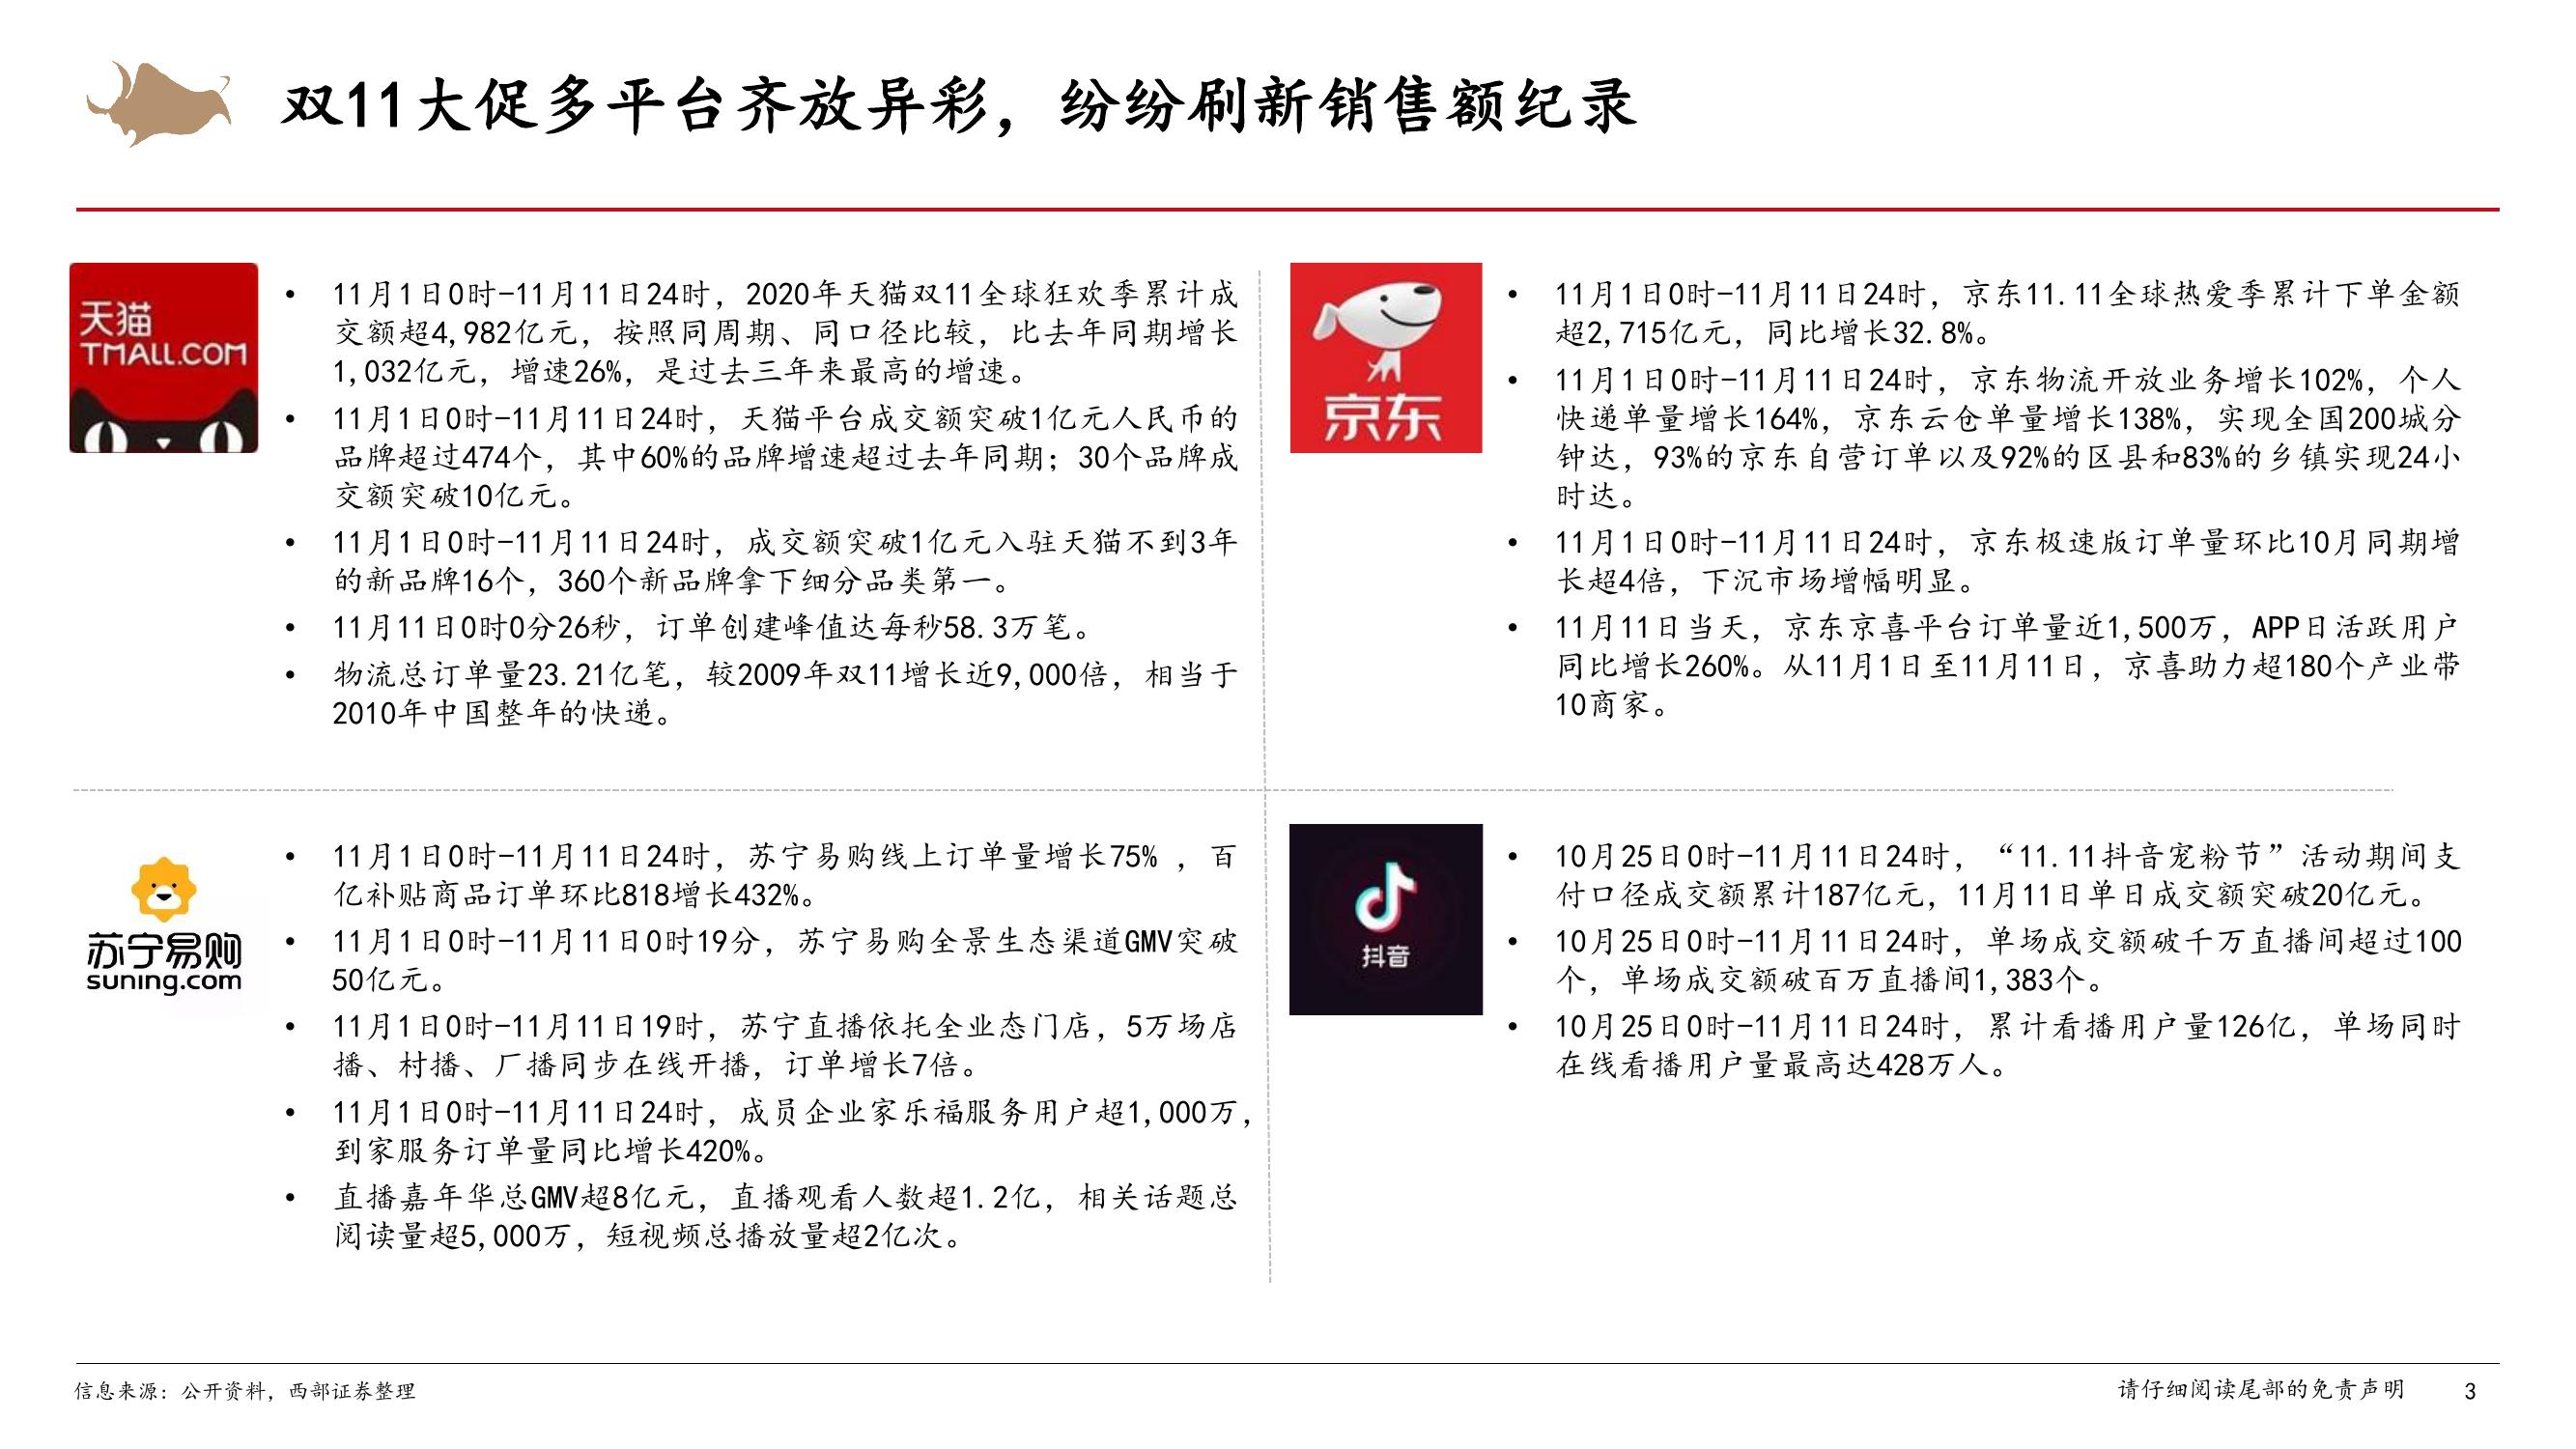 双11大促多平台齐放异彩，纷纷刷新销售额纪录
天猫
TMALL.COM
• 11月1日0时-11月11日24时，2020年天猫双11全球狂欢季累计成
交额超4,982亿元，按照同周期、同口径比较，比去年同期增长
1,032亿元，增速26%，是过去三年来最高的增速。
• 11月1日0时-11月11日24时，天猫平台成交额突破1亿元人民币的
品牌超过474个，其中60%的品牌增速超过去年同期；30个品牌成
交额突破10亿元。
• 11月1日0时-11月11日24时，成交额突破1亿元入驻天猫不到3年
的新品牌16个，360个新品牌拿下细分品类第一。
• 11月11日0时0分26秒，订单创建峰值达每秒58.3万笔。
• 物流总订单量23.21亿笔，较2009年双11增长近9,000倍，相当于
2010年中国整年的快递。
京东
• 11月1日0时-11月11日24时，京东11.11全球热爱季累计下单金额
超2,715亿元，同比增长32.8%。
• 11月1日0时-11月11日24时，京东物流开放业务增长102%，个人
快递单量增长164%，京东云仓单量增长138%，实现全国200城分
钟达，93%的京东自营订单以及92%的区县和83%的乡镇实现24小
时达。
• 11月1日0时-11月11日24时，京东极速版订单量环比10月同期增
长超4倍，下沉市场增幅明显。
• 11月11日当天，京东京喜平台订单量近1,500万，APP日活跃用户
同比增长260%。从11月1日至11月11日，京喜助力超180个产业带
10商家。
苏宁易购
suning.com
• 11月1日0时-11月11日24时，苏宁易购线上订单量增长75% ，百
亿补贴商品订单环比818增长432%。
• 11月1日0时-11月11日0时19分，苏宁易购全景生态渠道GMV突破
50亿元。
• 11月1日0时-11月11日19时，苏宁直播依托全业态门店，5万场店
播、村播、厂播同步在线开播，订单增长7倍。
• 11月1日0时-11月11日24时，成员企业家乐福服务用户超1,000万，
到家服务订单量同比增长420%。
• 直播嘉年华总GMV超8亿元，直播观看人数超1.2亿，相关话题总
阅读量超5,000万，短视频总播放量超2亿次。
抖音
• 10月25日0时-11月11日24时，“11.11抖音宠粉节”活动期间支
付口径成交额累计187亿元，11月11日单日成交额突破20亿元。
• 10月25日0时-11月11日24时，单场成交额破千万直播间超过100
个，单场成交额破百万直播间1,383个。
• 10月25日0时-11月11日24时，累计看播用户量126亿，单场同时
在线看播用户量最高达428万人。
信息来源：公开资料，西部证券整理
请仔细阅读尾部的免责声明 3